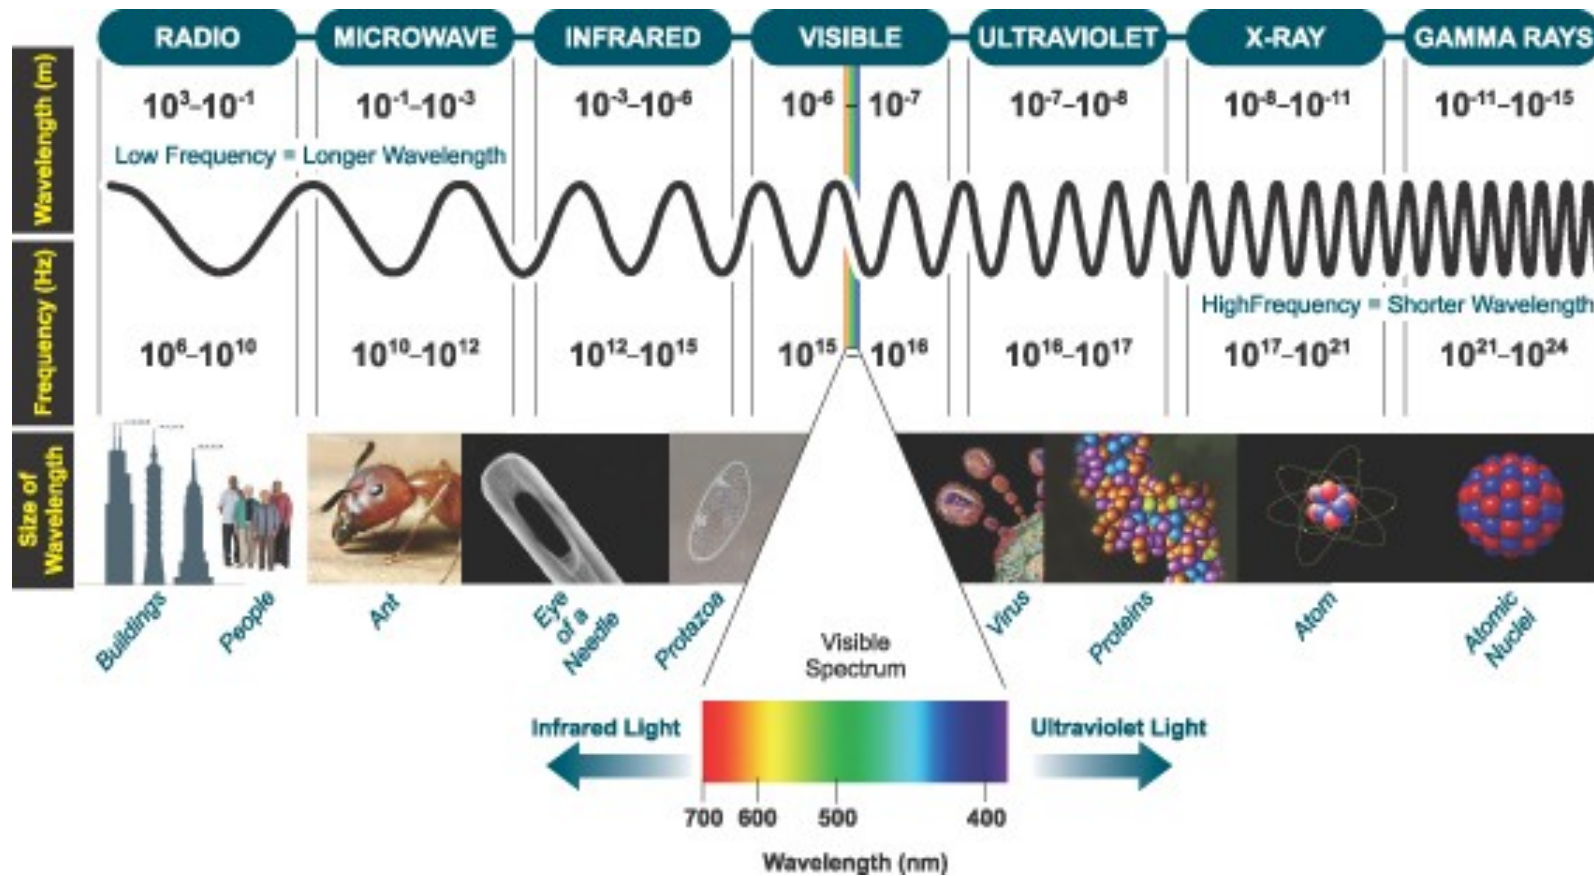 RADIO MICROWAVE INFRARED VISIBLE ULTRAVIOLET X-RAY GAMMA RAYS
Wavelength (m)
10³–10⁻¹ 10⁻¹–10⁻³ 10⁻³–10⁻⁶ 10⁻⁶ – 10⁻⁷ 10⁻⁷–10⁻⁸ 10⁻⁸–10⁻¹¹ 10⁻¹¹–10⁻¹⁵
Low Frequency = Longer Wavelength
HighFrequency = Shorter Wavelength
Frequency (Hz)
10⁶–10¹⁰ 10¹⁰–10¹² 10¹²–10¹⁵ 10¹⁵ – 10¹⁶ 10¹⁶–10¹⁷ 10¹⁷–10²¹ 10²¹–10²⁴
Size of
Wavelength
Buildings
People
Ant
Eye
of a
Needle
Protazoa
Virus
Proteins
Atom
Atomic
Nuclei
Visible
Spectrum
Infrared Light
Ultraviolet Light
700 600 500 400
Wavelength (nm)